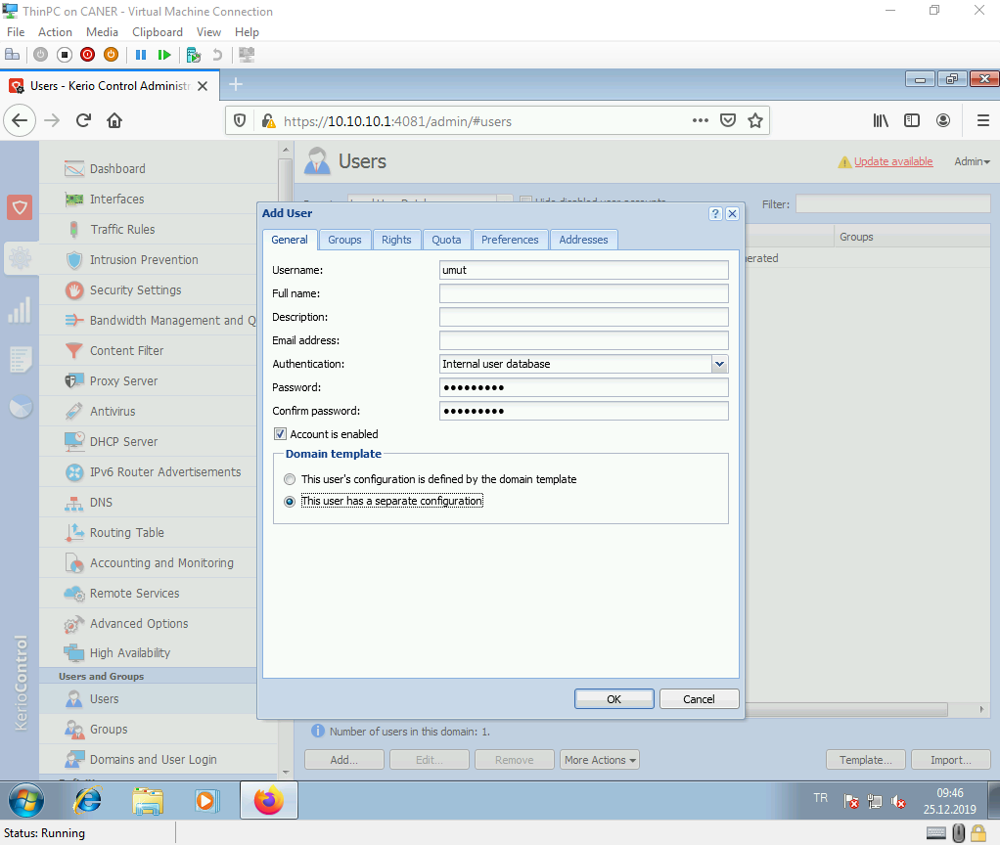 ThinPC on CANER - Virtual Machine Connection
File Action Media Clipboard View Help
Users - Kerio Control Administr
https://10.10.10.1:4081/admin/#users
Dashboard
Interfaces
Traffic Rules
Intrusion Prevention
Security Settings
Bandwidth Management and Q
Content Filter
Proxy Server
Antivirus
DHCP Server
IPv6 Router Advertisements
DNS
Routing Table
Accounting and Monitoring
Remote Services
Advanced Options
High Availability
Users and Groups
Users
Groups
Domains and User Login
KerioControl
Users
Update available
Admin
Hide disabled user accounts
Filter:
Groups
Add User
General Groups Rights Quota Preferences Addresses
Username: umut
Full name:
Description:
Email address:
Authentication: Internal user database
Password: •••••••••
Confirm password: •••••••••
Account is enabled
Domain template
This user's configuration is defined by the domain template
This user has a separate configuration
OK Cancel
Number of users in this domain: 1.
Add... Edit... Remove More Actions Template... Import...
TR
09:46
25.12.2019
Status: Running